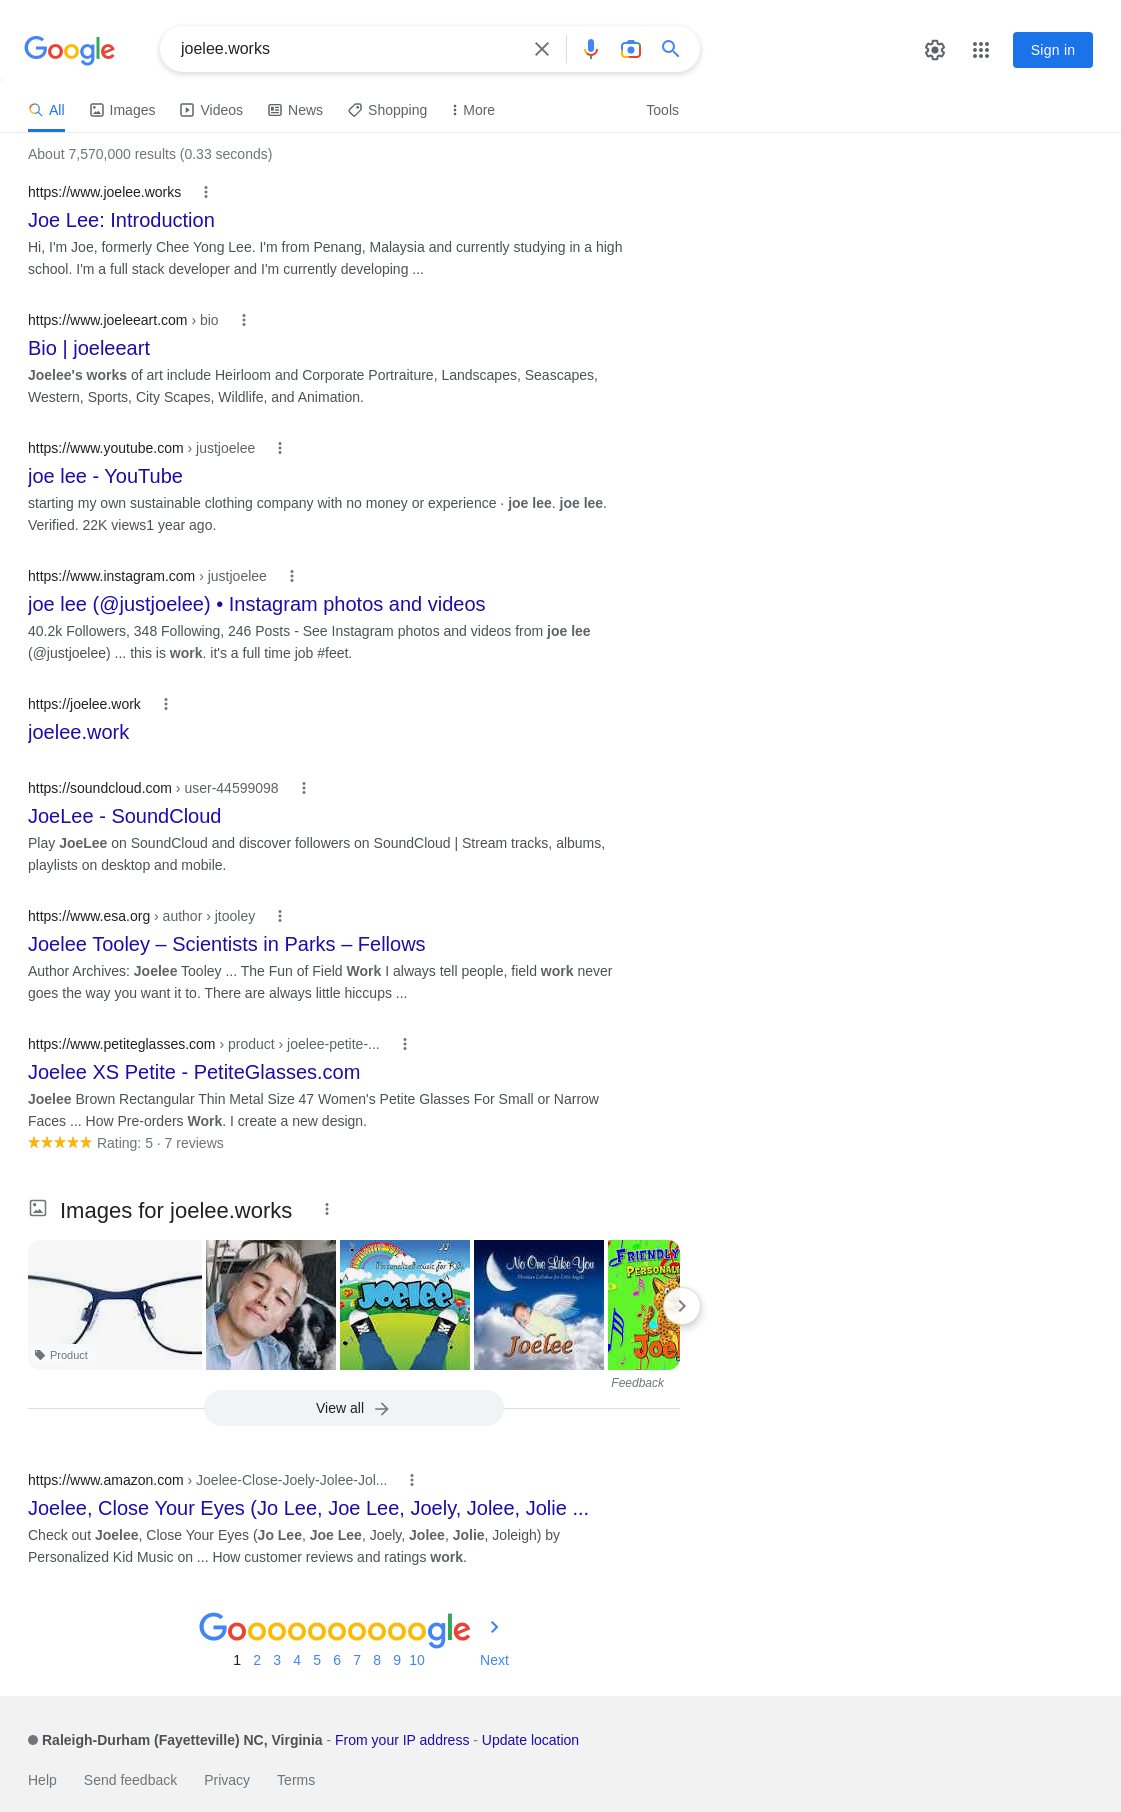 Google
joelee.works
Sign in
All
Images
Videos
News
Shopping
More
Tools
About 7,570,000 results (0.33 seconds)
https://www.joelee.works
Joe Lee: Introduction
Hi, I'm Joe, formerly Chee Yong Lee. I'm from Penang, Malaysia and currently studying in a high
school. I'm a full stack developer and I'm currently developing ...
https://www.joeleeart.com › bio
Bio | joeleeart
Joelee's works of art include Heirloom and Corporate Portraiture, Landscapes, Seascapes,
Western, Sports, City Scapes, Wildlife, and Animation.
https://www.youtube.com › justjoelee
joe lee - YouTube
starting my own sustainable clothing company with no money or experience · joe lee. joe lee.
Verified. 22K views1 year ago.
https://www.instagram.com › justjoelee
joe lee (@justjoelee) • Instagram photos and videos
40.2k Followers, 348 Following, 246 Posts - See Instagram photos and videos from joe lee
(@justjoelee) ... this is work. it's a full time job #feet.
https://joelee.work
joelee.work
https://soundcloud.com › user-44599098
JoeLee - SoundCloud
Play JoeLee on SoundCloud and discover followers on SoundCloud | Stream tracks, albums,
playlists on desktop and mobile.
https://www.esa.org › author › jtooley
Joelee Tooley – Scientists in Parks – Fellows
Author Archives: Joelee Tooley ... The Fun of Field Work I always tell people, field work never
goes the way you want it to. There are always little hiccups ...
https://www.petiteglasses.com › product › joelee-petite-...
Joelee XS Petite - PetiteGlasses.com
Joelee Brown Rectangular Thin Metal Size 47 Women's Petite Glasses For Small or Narrow
Faces ... How Pre-orders Work. I create a new design.
Rating: 5 · 7 reviews
Images for joelee.works
Product
Personalized music for Kids
Joelee
No One Like You
Christian Lullabies for Little Angels
Joelee
FRIENDLY
PERSONAL
Joe
Feedback
View all
https://www.amazon.com › Joelee-Close-Joely-Jolee-Jol...
Joelee, Close Your Eyes (Jo Lee, Joe Lee, Joely, Jolee, Jolie ...
Check out Joelee, Close Your Eyes (Jo Lee, Joe Lee, Joely, Jolee, Jolie, Joleigh) by
Personalized Kid Music on ... How customer reviews and ratings work.
Goooooooooogle
1 2 3 4 5 6 7 8 9 10 Next
Raleigh-Durham (Fayetteville) NC, Virginia - From your IP address - Update location
Help
Send feedback
Privacy
Terms